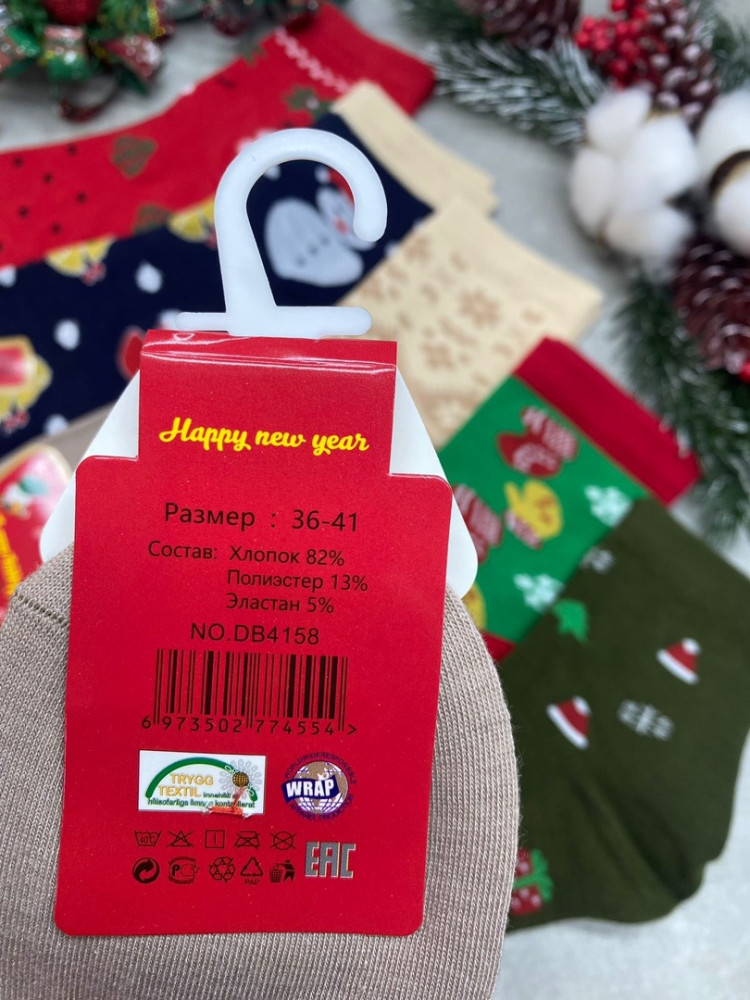 Happy new year
Размер : 36-41
Состав: Хлопок 82%
Полиэстер 13%
Эластан 5%
NO.DB4158
6 973502 774554 >
TRYGG
TEXTIL
WRAP
EAC